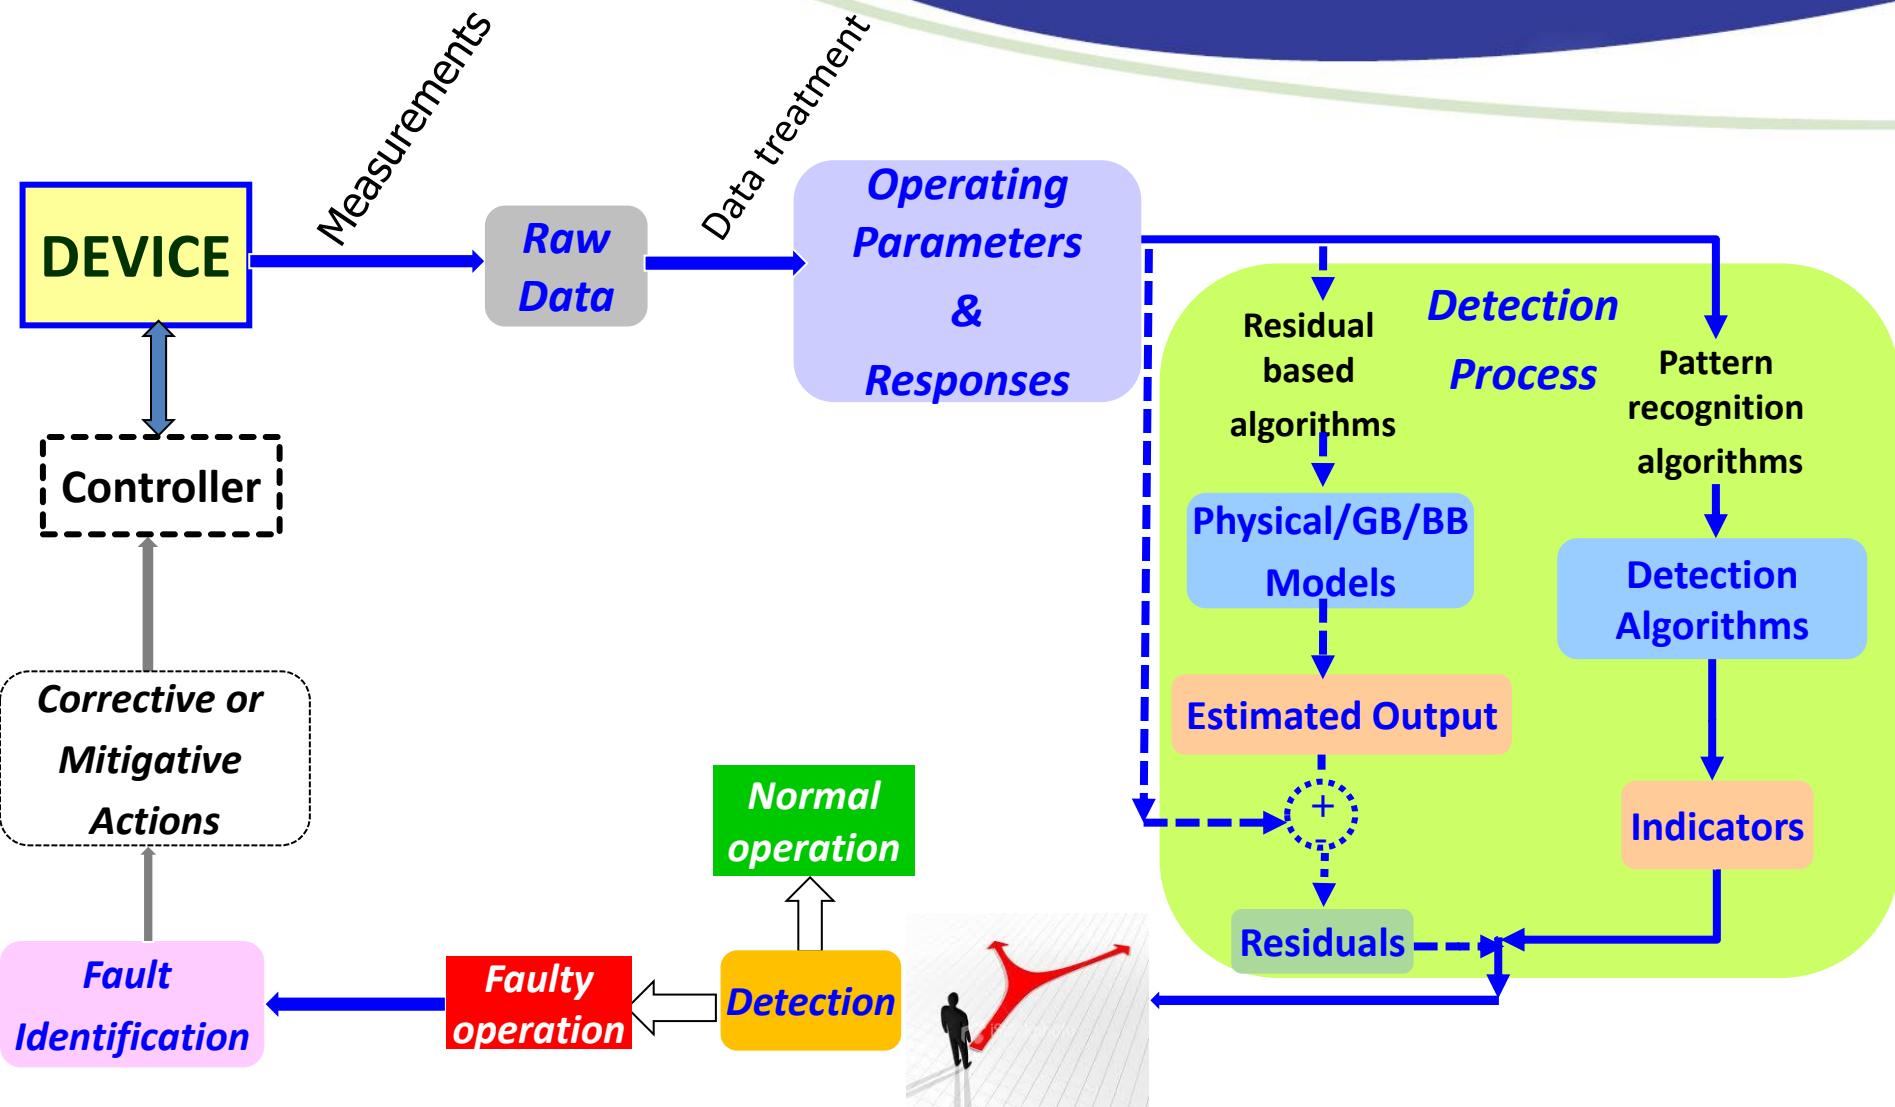 Measurements
Data treatment
DEVICE
Raw
Data
Operating
Parameters
&
Responses
Detection
Process
Residual
based
algorithms
Pattern
recognition
algorithms
Controller
Physical/GB/BB
Models
Detection
Algorithms
Estimated Output
+
-
Indicators
Residuals
Corrective or
Mitigative
Actions
Normal
operation
Fault
Identification
Faulty
operation
Detection